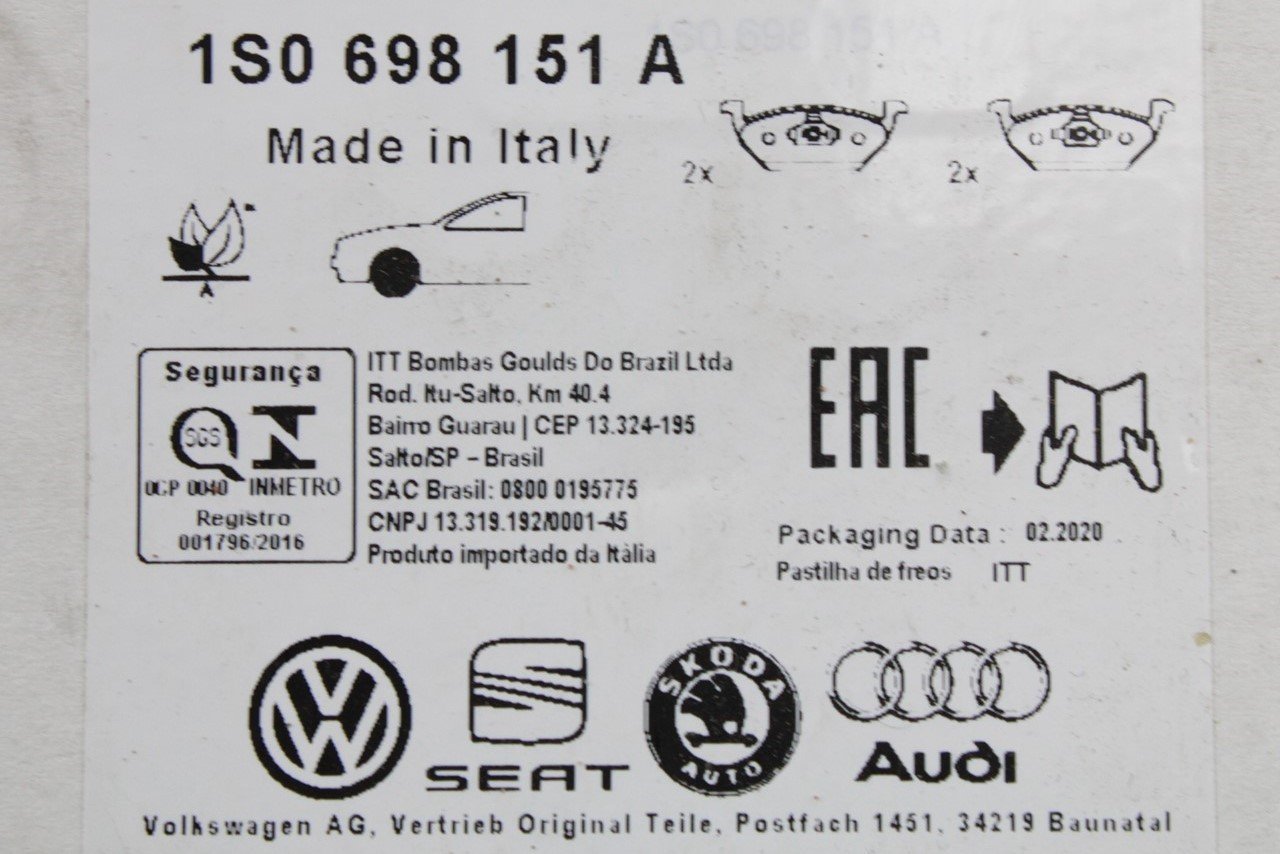 1S0 698 151 A
Made in Italy
2x
2x
A
Segurança
SGS
OCP 0040 INMETRO
Registro
001796/2016
ITT Bombas Goulds Do Brazil Ltda
Rod. Itu-Salto, Km 40.4
Bairro Guarau | CEP 13.324-195
Salto/SP – Brasil
SAC Brasil: 0800 0195775
CNPJ 13.319.192/0001-45
Produto importado da Itália
EAC
Packaging Data : 02.2020
Pastilha de freos ITT
VW
SEAT
SKODA
AUTO
Audi
Volkswagen AG, Vertrieb Original Teile, Postfach 1451, 34219 Baunatal